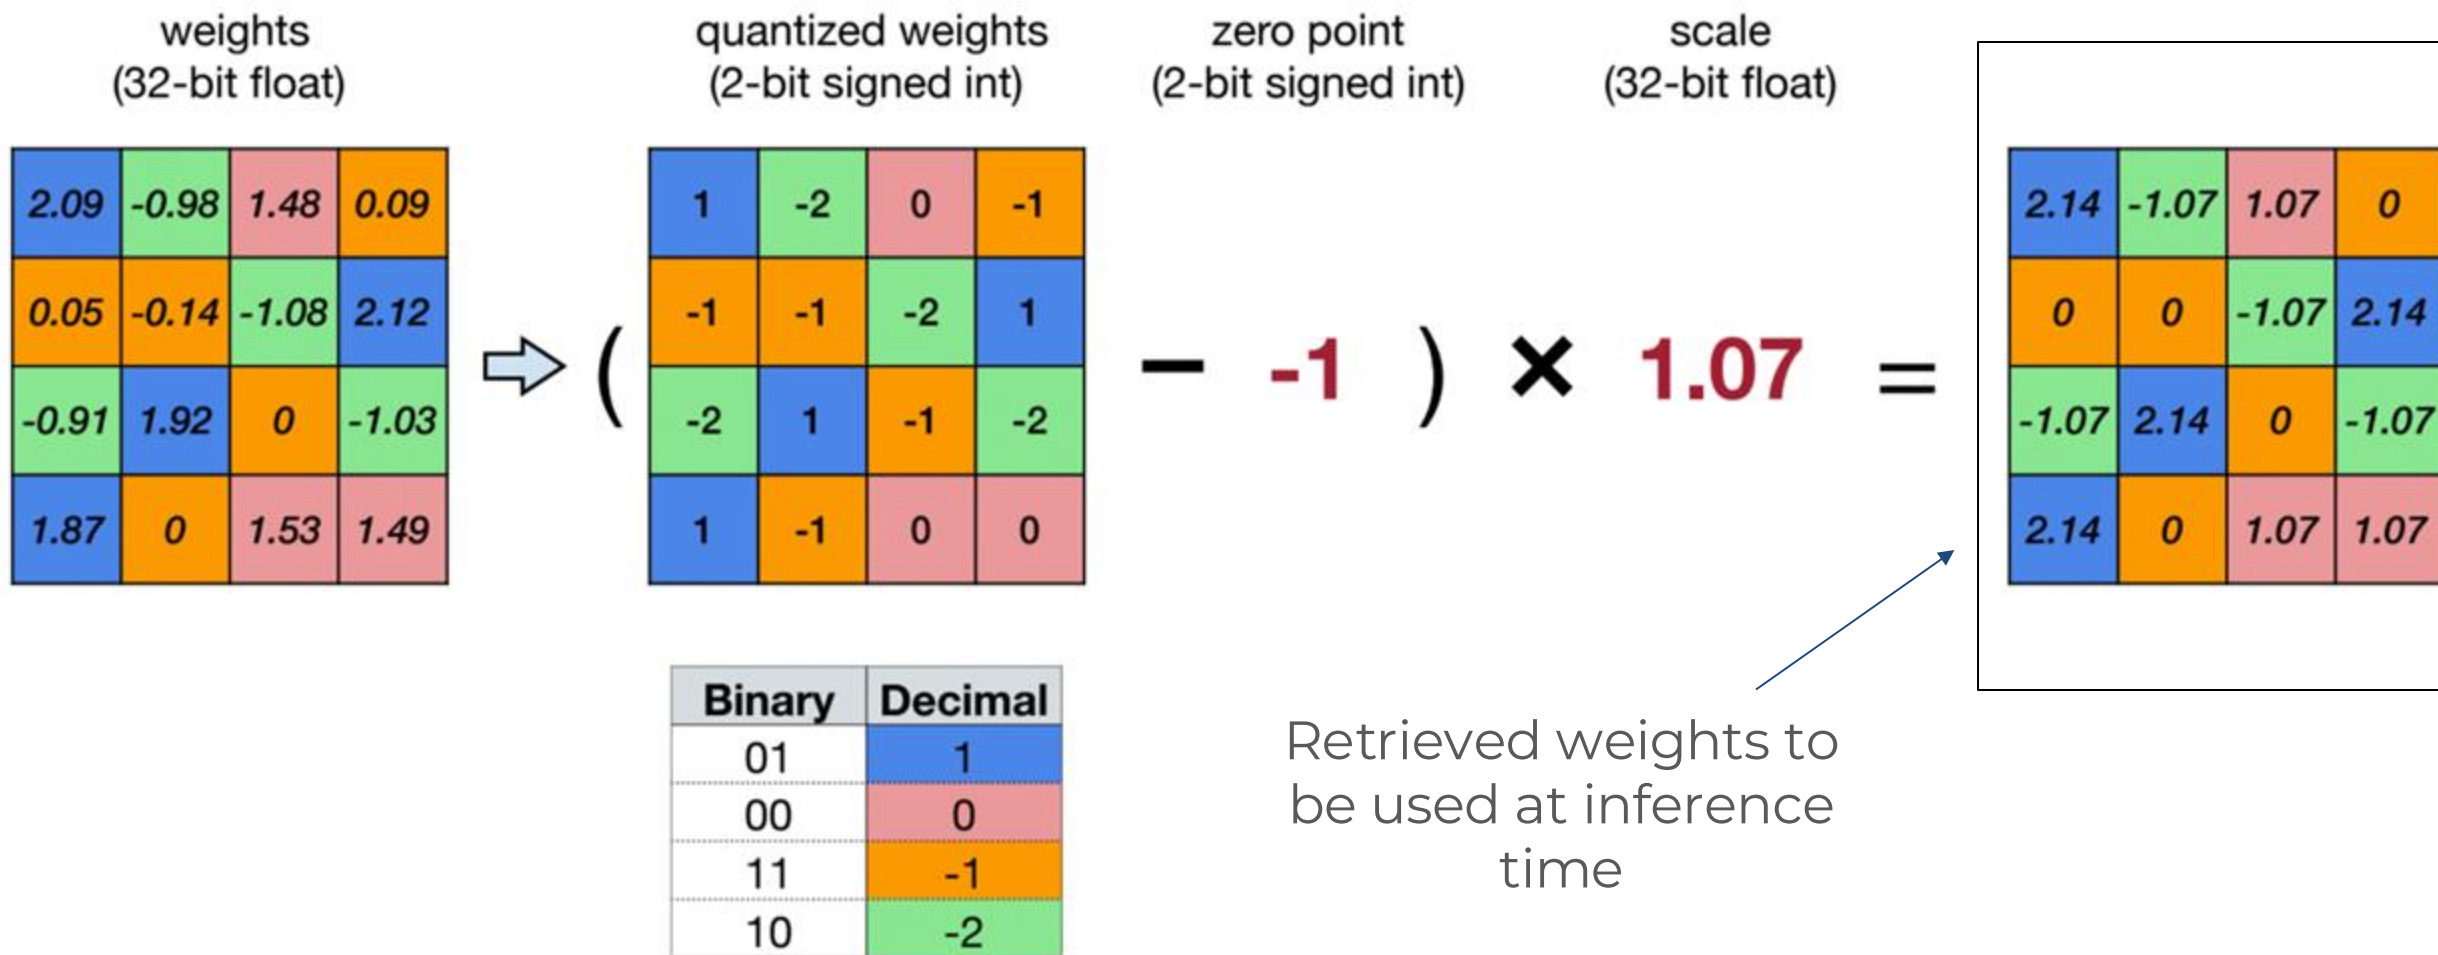 weights
(32-bit float)
quantized weights
(2-bit signed int)
zero point
(2-bit signed int)
scale
(32-bit float)
2.09 -0.98 1.48 0.09
0.05 -0.14 -1.08 2.12
-0.91 1.92 0 -1.03
1.87 0 1.53 1.49
(
1 -2 0 -1
-1 -1 -2 1
-2 1 -1 -2
1 -1 0 0
− -1 ) × 1.07 =
2.14 -1.07 1.07 0
0 0 -1.07 2.14
-1.07 2.14 0 -1.07
2.14 0 1.07 1.07
Binary Decimal
01 1
00 0
11 -1
10 -2
Retrieved weights to
be used at inference
time